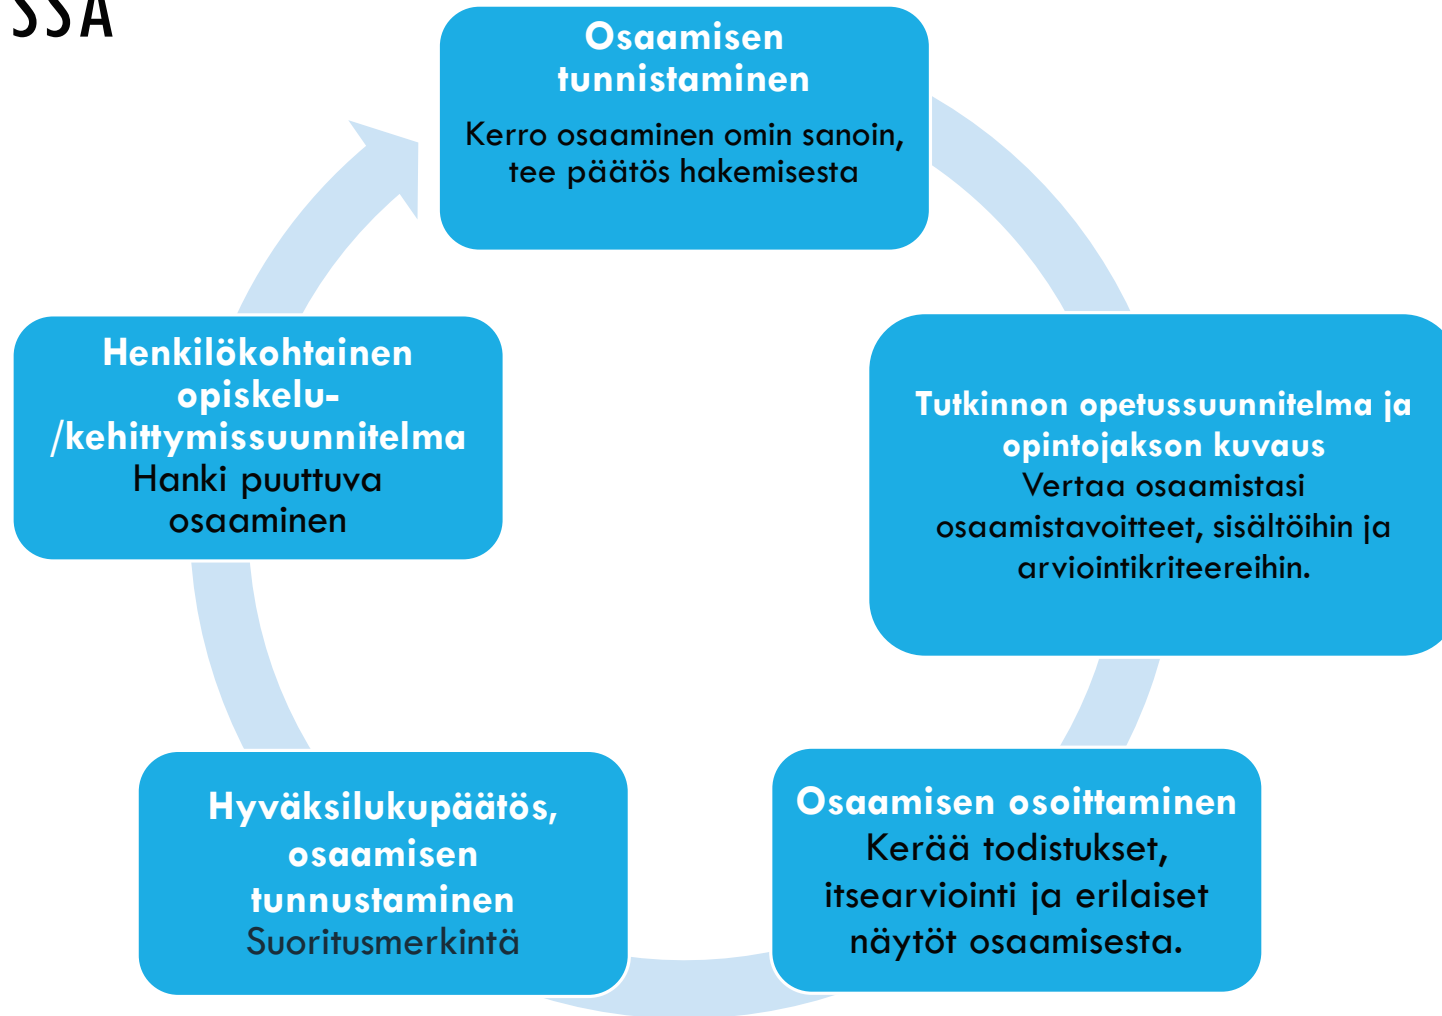 SSA
Osaamisen
tunnistaminen
Kerro osaaminen omin sanoin,
tee päätös hakemisesta
Tutkinnon opetussuunnitelma ja
opintojakson kuvaus
Vertaa osaamistasi
osaamistavoitteet, sisältöihin ja
arviointikriteereihin.
Osaamisen osoittaminen
Kerää todistukset,
itsearviointi ja erilaiset
näytöt osaamisesta.
Hyväksilukupäätös,
osaamisen
tunnustaminen
Suoritusmerkintä
Henkilökohtainen
opiskelu-
/kehittymissuunnitelma
Hanki puuttuva
osaaminen